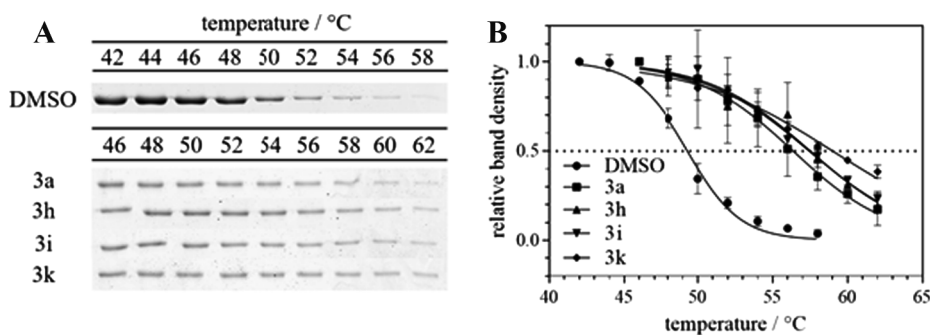 A
temperature / °C
42 44 46 48 50 52 54 56 58
DMSO
46 48 50 52 54 56 58 60 62
3a
3h
3i
3k
B
relative band density
1.0
0.5
0.0
DMSO
3a
3h
3i
3k
40 45 50 55 60 65
temperature / °C